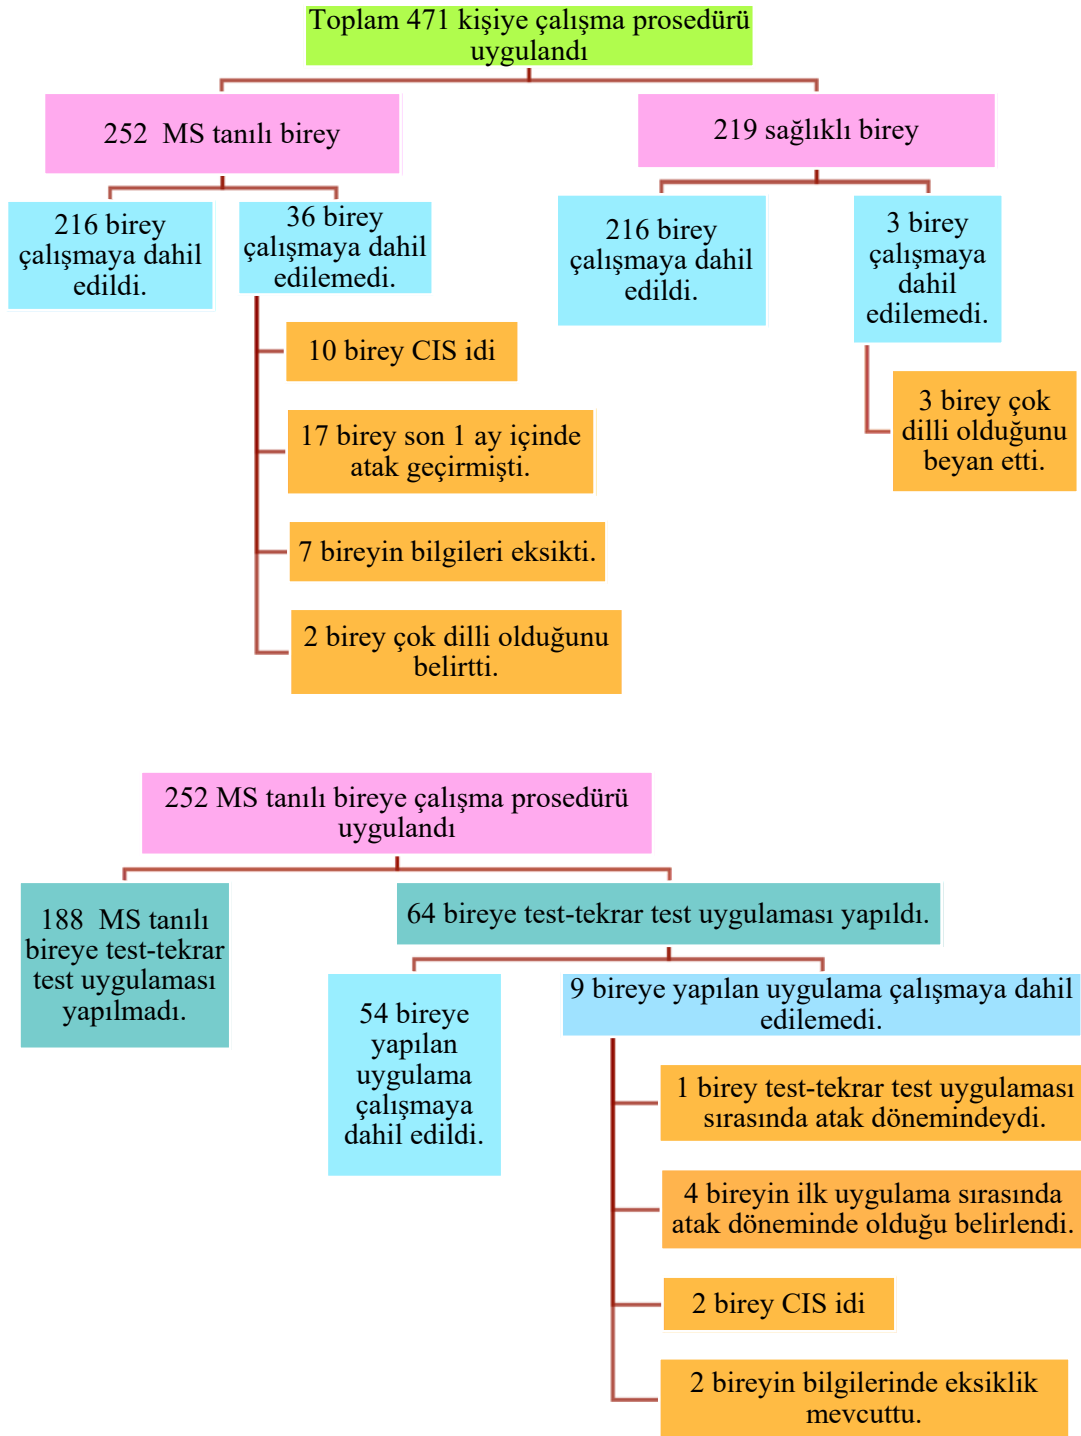 Toplam 471 kişiye çalışma prosedürü
uygulandı
252 MS tanılı birey
219 sağlıklı birey
216 birey
çalışmaya dahil
edildi.
36 birey
çalışmaya dahil
edilemedi.
216 birey
çalışmaya dahil
edildi.
3 birey
çalışmaya
dahil
edilemedi.
10 birey CIS idi
17 birey son 1 ay içinde
atak geçirmişti.
7 bireyin bilgileri eksikti.
2 birey çok dilli olduğunu
belirtti.
3 birey çok
dilli olduğunu
beyan etti.
252 MS tanılı bireye çalışma prosedürü
uygulandı
188 MS tanılı
bireye test-tekrar
test uygulaması
yapılmadı.
64 bireye test-tekrar test uygulaması yapıldı.
54 bireye
yapılan
uygulama
çalışmaya
dahil edildi.
9 bireye yapılan uygulama çalışmaya dahil
edilemedi.
1 birey test-tekrar test uygulaması
sırasında atak dönemindeydi.
4 bireyin ilk uygulama sırasında
atak döneminde olduğu belirlendi.
2 birey CIS idi
2 bireyin bilgilerinde eksiklik
mevcuttu.